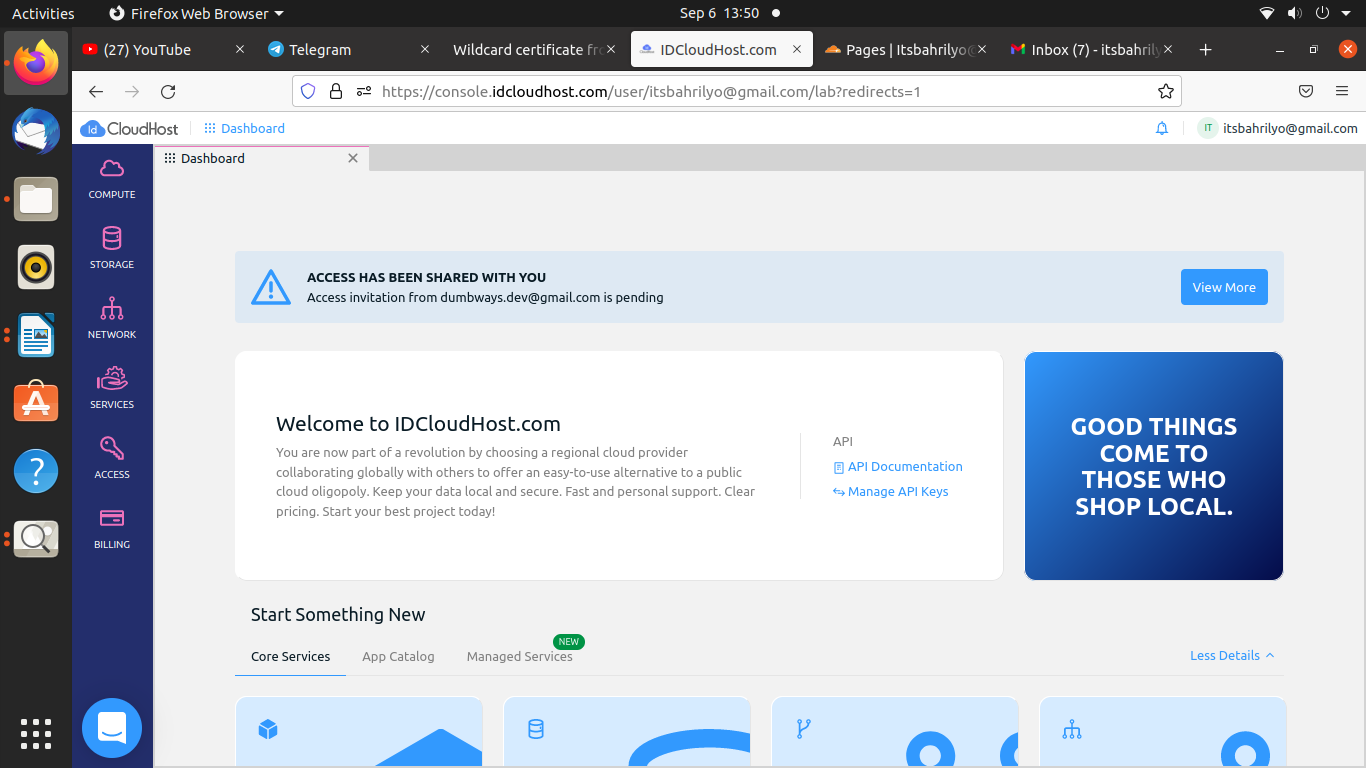 Activities
Firefox Web Browser
Sep 6 13:50
(27) YouTube
Telegram
Wildcard certificate fro
IDCloudHost.com
Pages | Itsbahrilyo@
Inbox (7) - itsbahrily
https://console.idcloudhost.com/user/itsbahrilyo@gmail.com/lab?redirects=1
Id CloudHost
Dashboard
IT
itsbahrilyo@gmail.com
Dashboard
COMPUTE
STORAGE
NETWORK
SERVICES
ACCESS
BILLING
ACCESS HAS BEEN SHARED WITH YOU
Access invitation from dumbways.dev@gmail.com is pending
View More
Welcome to IDCloudHost.com
You are now part of a revolution by choosing a regional cloud provider
collaborating globally with others to offer an easy-to-use alternative to a public
cloud oligopoly. Keep your data local and secure. Fast and personal support. Clear
pricing. Start your best project today!
API
API Documentation
Manage API Keys
GOOD THINGS
COME TO
THOSE WHO
SHOP LOCAL.
Start Something New
Core Services
App Catalog
Managed Services
NEW
Less Details